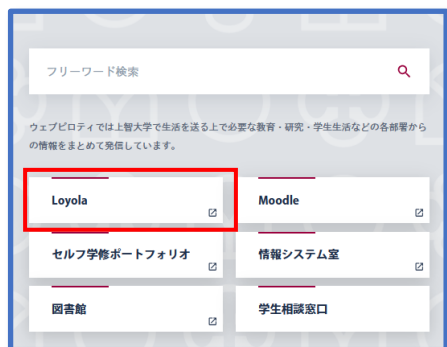 フリーワード検索
ウェブピロティでは上智大学で生活を送る上で必要な教育・研究・学生生活などの各部署から
の情報をまとめて発信しています。
Loyola
Moodle
セルフ学修ポートフォリオ
情報システム室
図書館
学生相談窓口